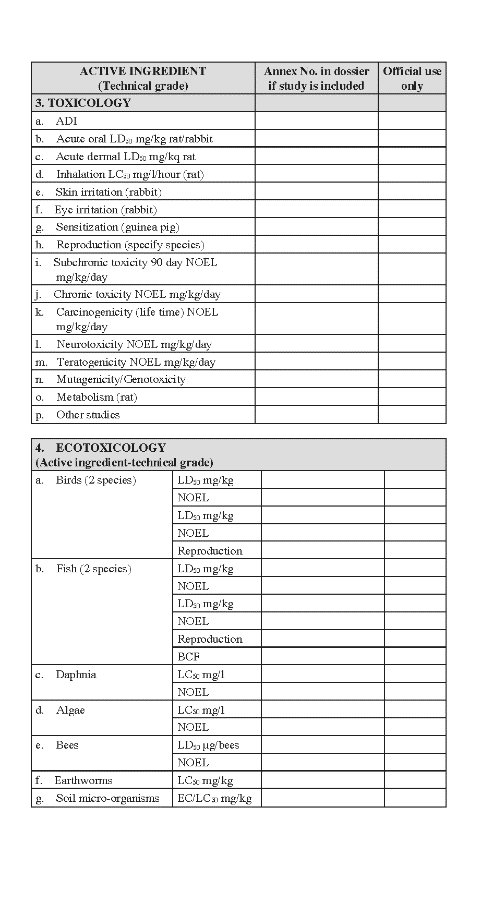 ACTIVE INGREDIENT (Technical grade) Annex No. in dossier if study is included Official use only
3. TOXICOLOGY
a. ADI
b. Acute oral LD₅₀ mg/kg rat/rabbit
c. Acute dermal LD₅₀ mg/kq rat
d. Inhalation LC₅₀ mg/l/hour (rat)
e. Skin irritation (rabbit)
f. Eye irritation (rabbit)
g. Sensitization (guinea pig)
h. Reproduction (specify species)
i. Subchronic toxicity 90 day NOEL
mg/kg/day
j. Chronic toxicity NOEL mg/kg/day
k. Carcinogenicity (life time) NOEL
mg/kg/day
l. Neurotoxicity NOEL mg/kg/day
m. Teratogenicity NOEL mg/kg/day
n. Mutagenicity/Genotoxicity
o. Metabolism (rat)
p. Other studies
4. ECOTOXICOLOGY
(Active ingredient-technical grade)
a. Birds (2 species) LD₅₀ mg/kg
NOEL
LD₅₀ mg/kg
NOEL
Reproduction
b. Fish (2 species) LD₅₀ mg/kg
NOEL
LD₅₀ mg/kg
NOEL
Reproduction
BCF
c. Daphnia LC₅₀ mg/l
NOEL
d. Algae LC₅₀ mg/l
NOEL
e. Bees LD₅₀ µg/bees
NOEL
f. Earthworms LC₅₀ mg/kg
g. Soil micro-organisms EC/LC₅₀ mg/kg